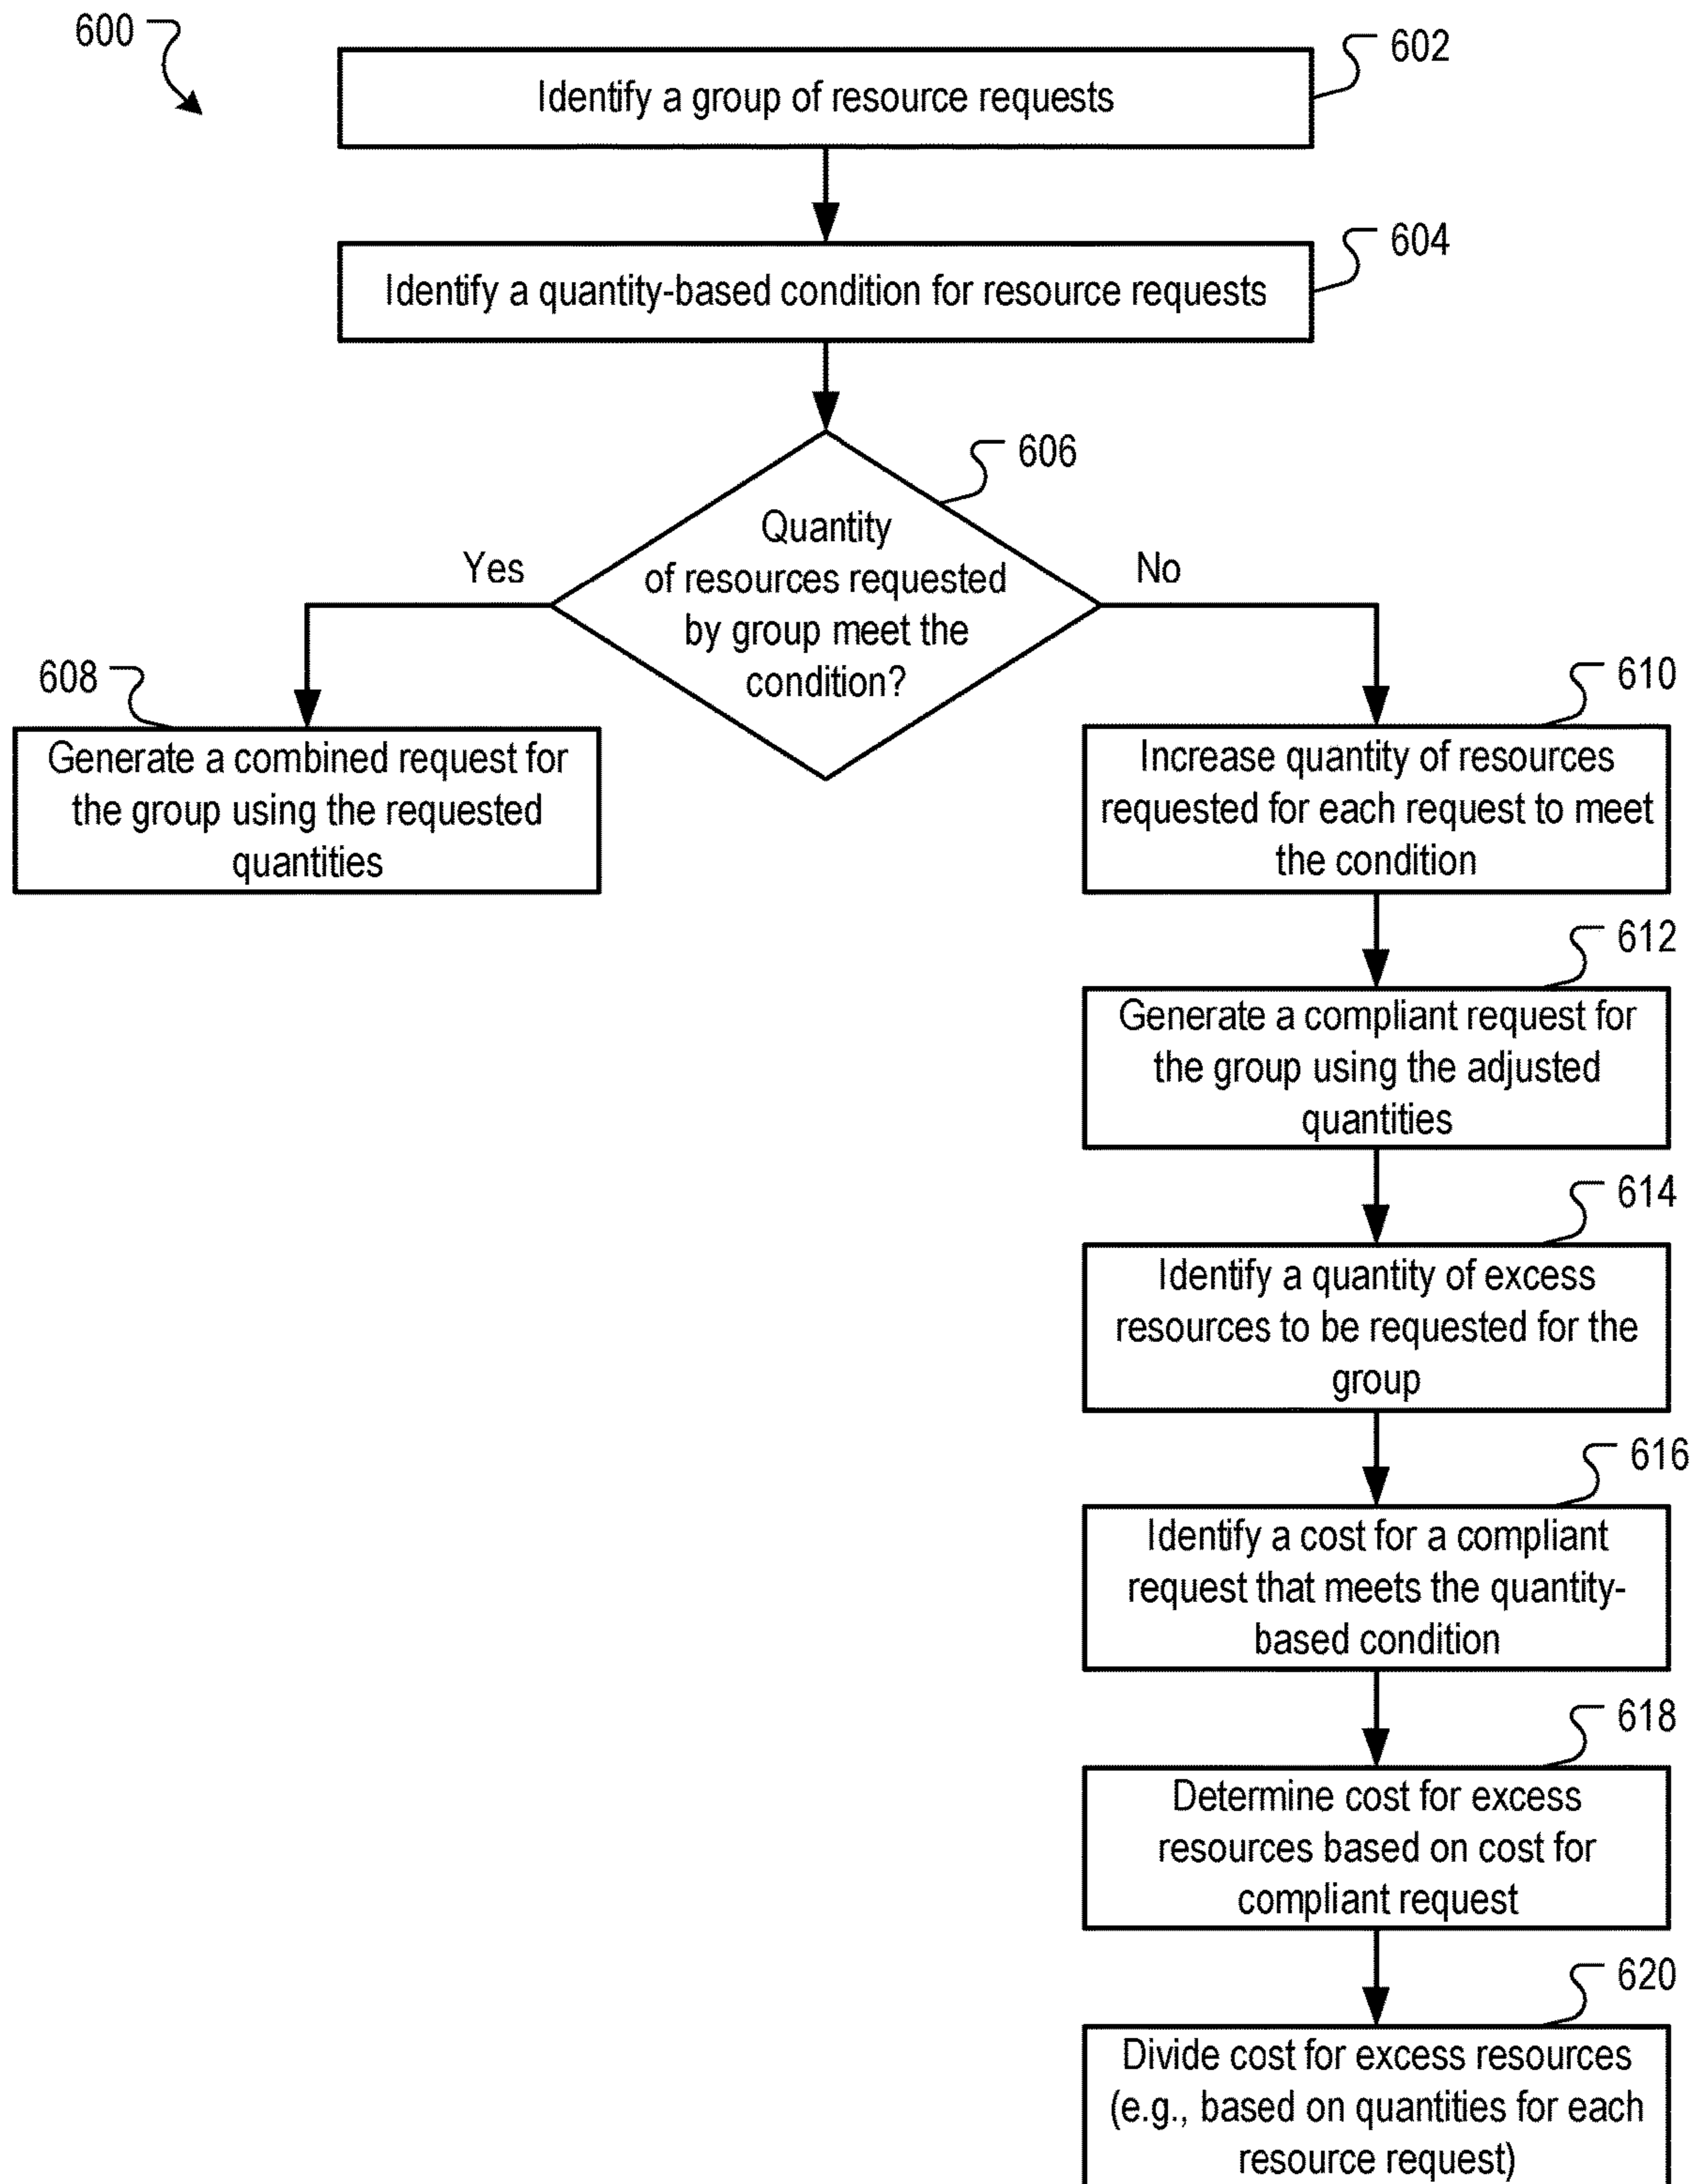 600
602
Identify a group of resource requests
604
Identify a quantity-based condition for resource requests
606
Quantity
of resources requested
by group meet the
condition?
Yes
No
608
Generate a combined request for
the group using the requested
quantities
610
Increase quantity of resources
requested for each request to meet
the condition
612
Generate a compliant request for
the group using the adjusted
quantities
614
Identify a quantity of excess
resources to be requested for the
group
616
Identify a cost for a compliant
request that meets the quantity-
based condition
618
Determine cost for excess
resources based on cost for
compliant request
620
Divide cost for excess resources
(e.g., based on quantities for each
resource request)